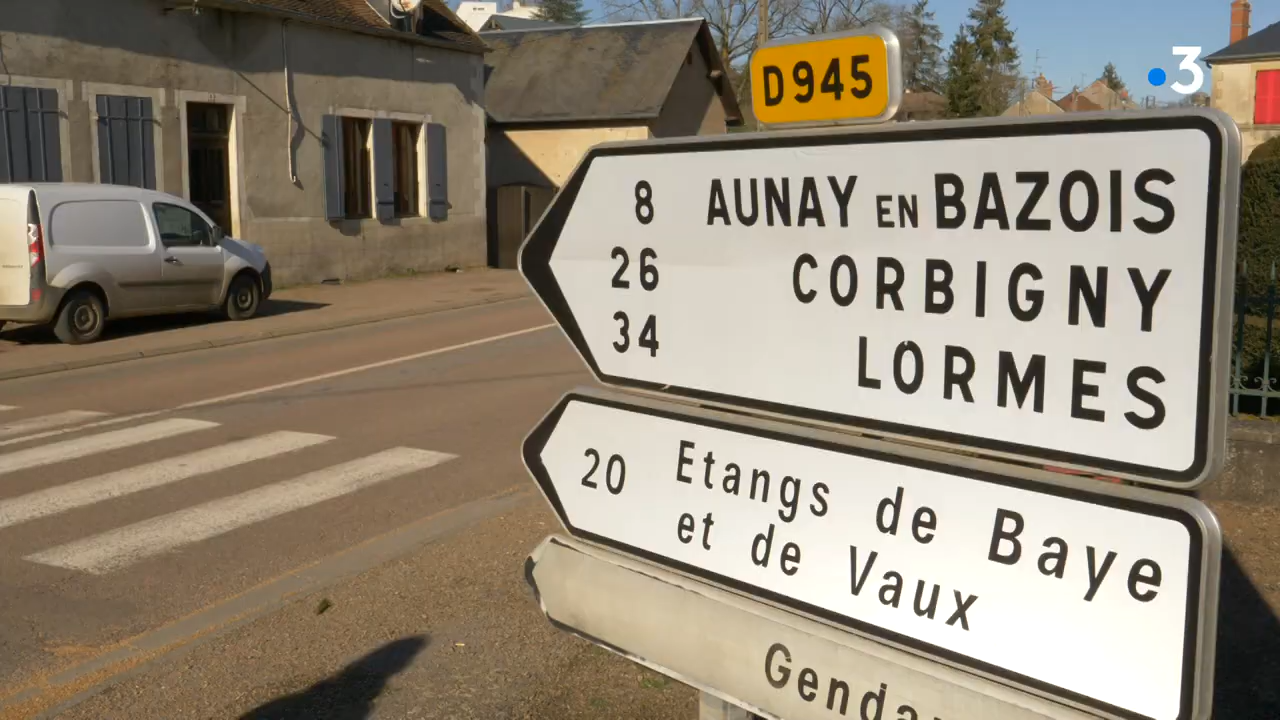 3
D945
8 AUNAY EN BAZOIS
26 CORBIGNY
34 LORMES
20 Etangs de Baye
et de Vaux